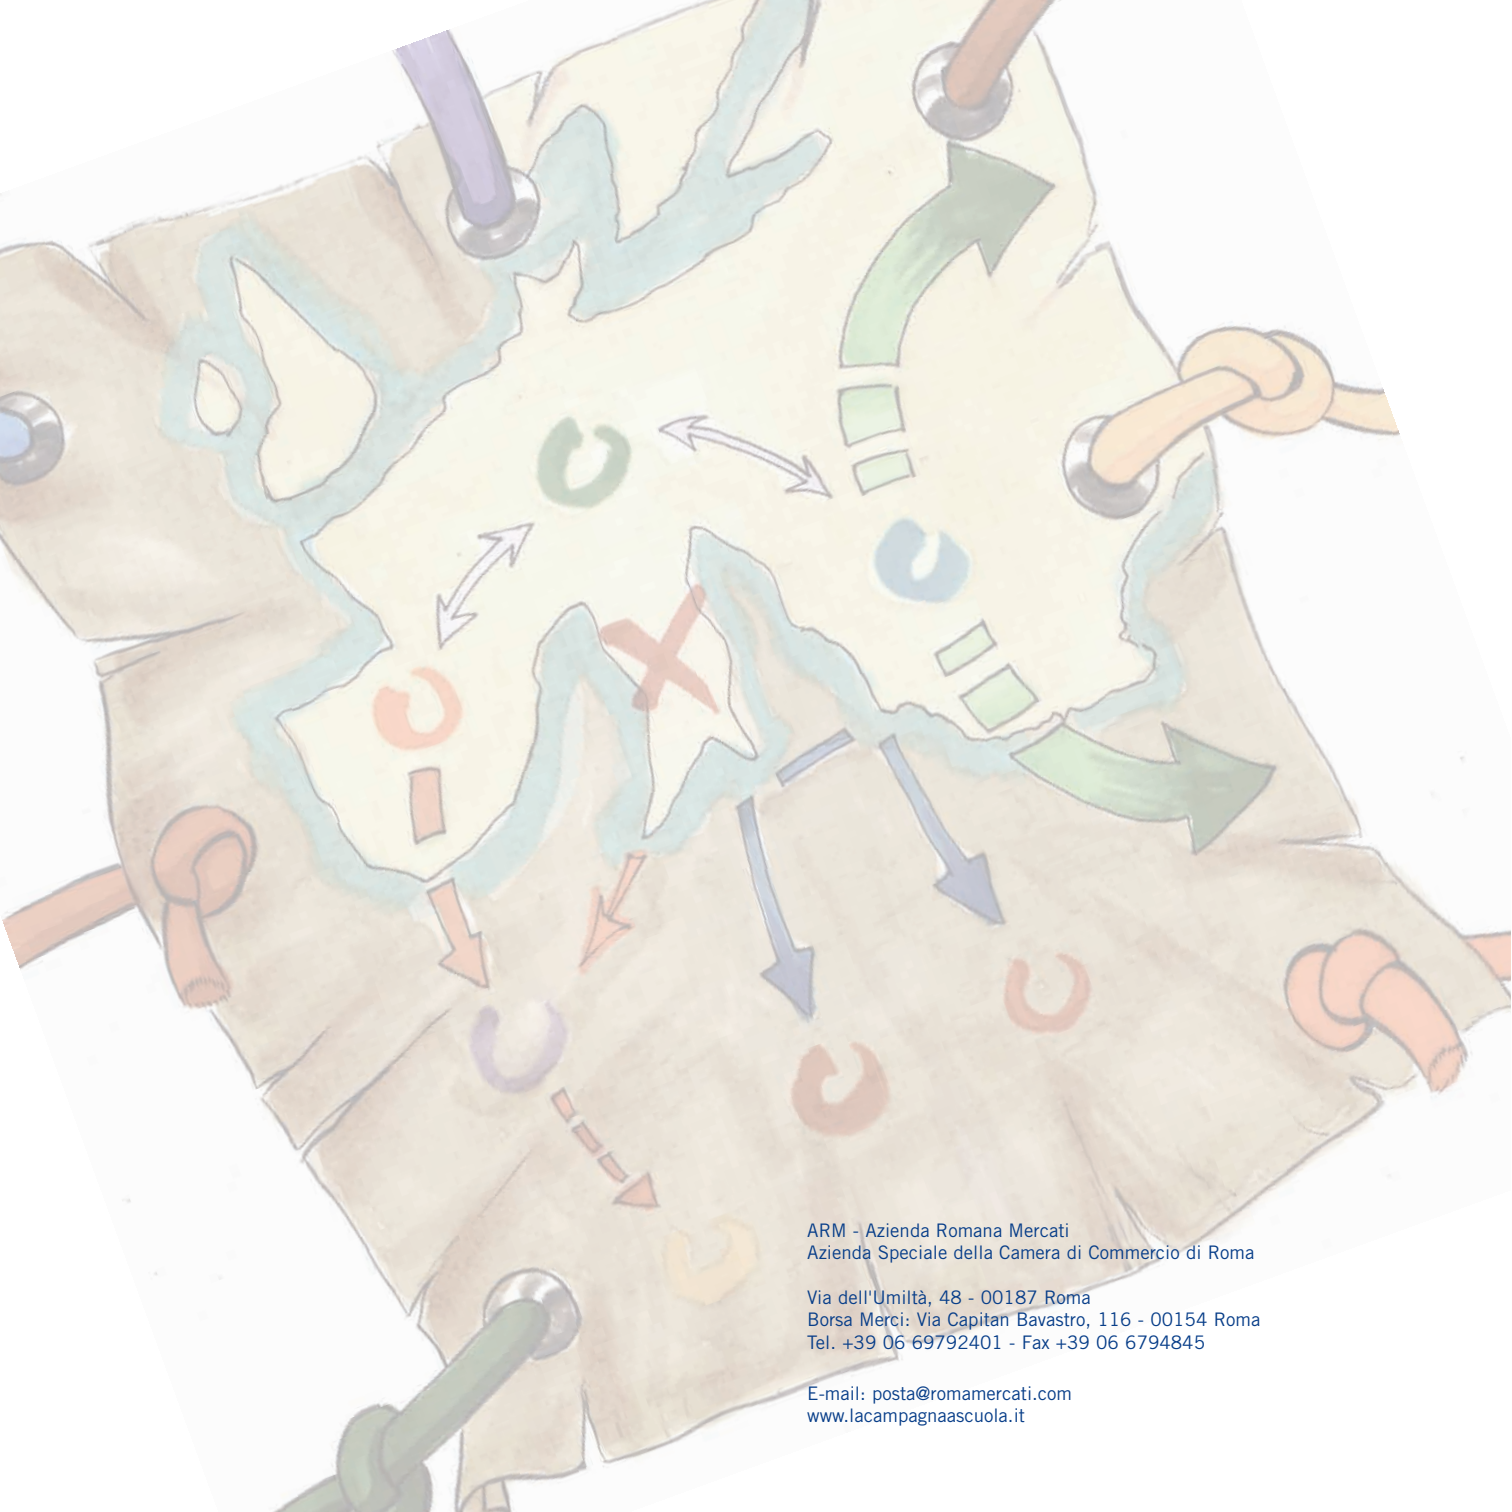 ARM - Azienda Romana Mercati
Azienda Speciale della Camera di Commercio di Roma
Via dell'Umiltà, 48 - 00187 Roma
Borsa Merci: Via Capitan Bavastro, 116 - 00154 Roma
Tel. +39 06 69792401 - Fax +39 06 6794845
E-mail: posta@romamercati.com
www.lacampagnaascuola.it